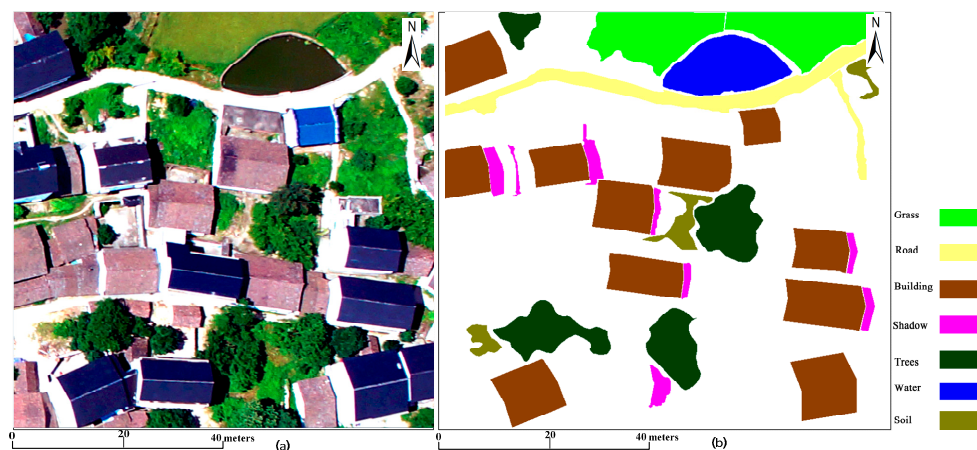 N
N
Grass
Road
Building
Shadow
Trees
Water
Soil
0 20 40 meters (a)
0 20 40 meters (b)